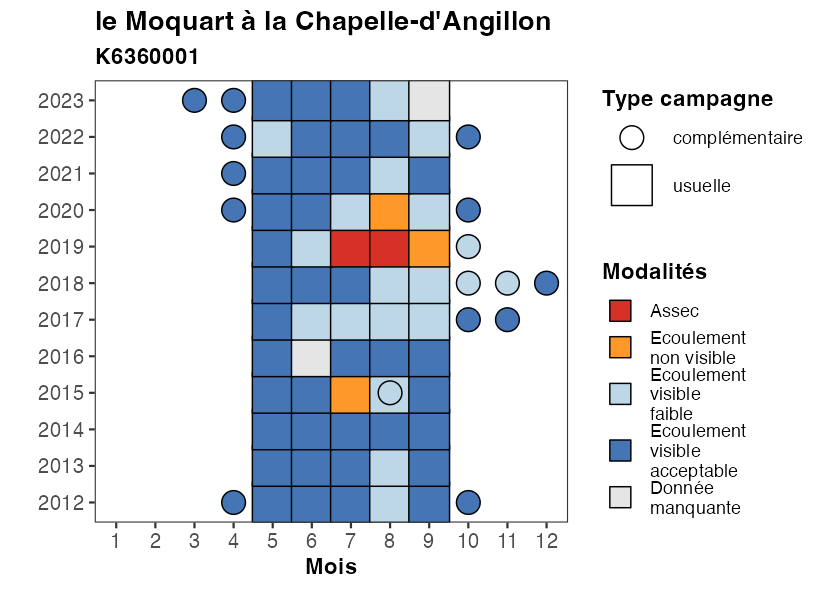 le Moquart à la Chapelle-d'Angillon
K6360001
2023
2022
2021
2020
2019
2018
2017
2016
2015
2014
2013
2012
1 2 3 4 5 6 7 8 9 10 11 12
Mois
Type campagne
complémentaire
usuelle
Modalités
Assec
Ecoulement
non visible
Ecoulement
visible
faible
Ecoulement
visible
acceptable
Donnée
manquante